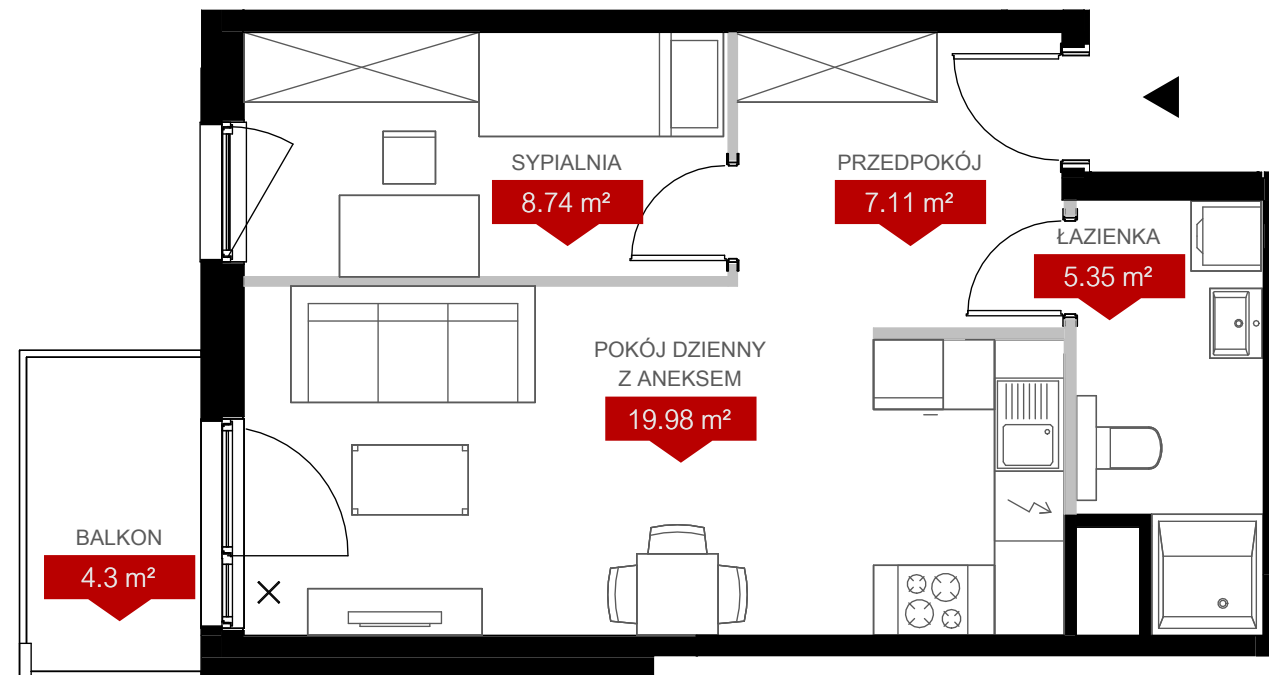 SYPIALNIA
8.74 m²
PRZEDPOKÓJ
7.11 m²
ŁAZIENKA
5.35 m²
POKÓJ DZIENNY
Z ANEKSEM
19.98 m²
BALKON
4.3 m²